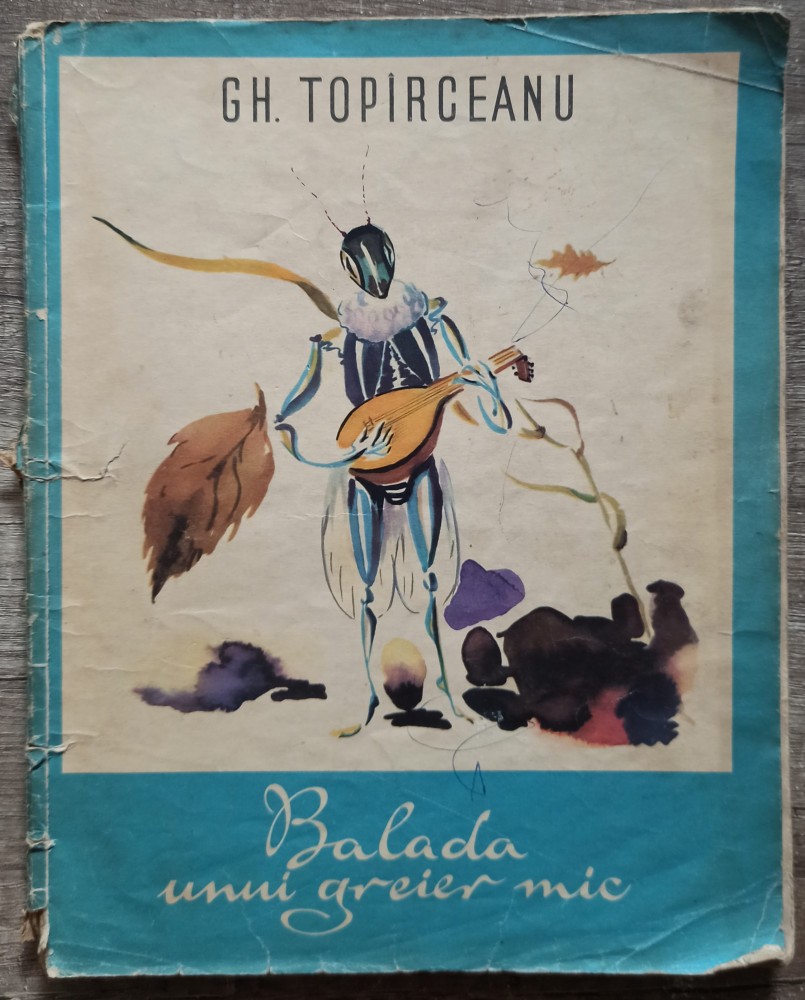 GH. TOPÎRCEANU
Balada
unui greier mic